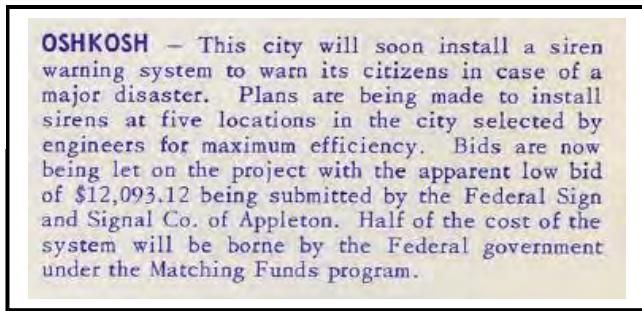 OSHKOSH – This city will soon install a siren
warning system to warn its citizens in case of a
major disaster. Plans are being made to install
sirens at five locations in the city selected by
engineers for maximum efficiency. Bids are now
being let on the project with the apparent low bid
of $12,093.12 being submitted by the Federal Sign
and Signal Co. of Appleton. Half of the cost of the
system will be borne by the Federal government
under the Matching Funds program.